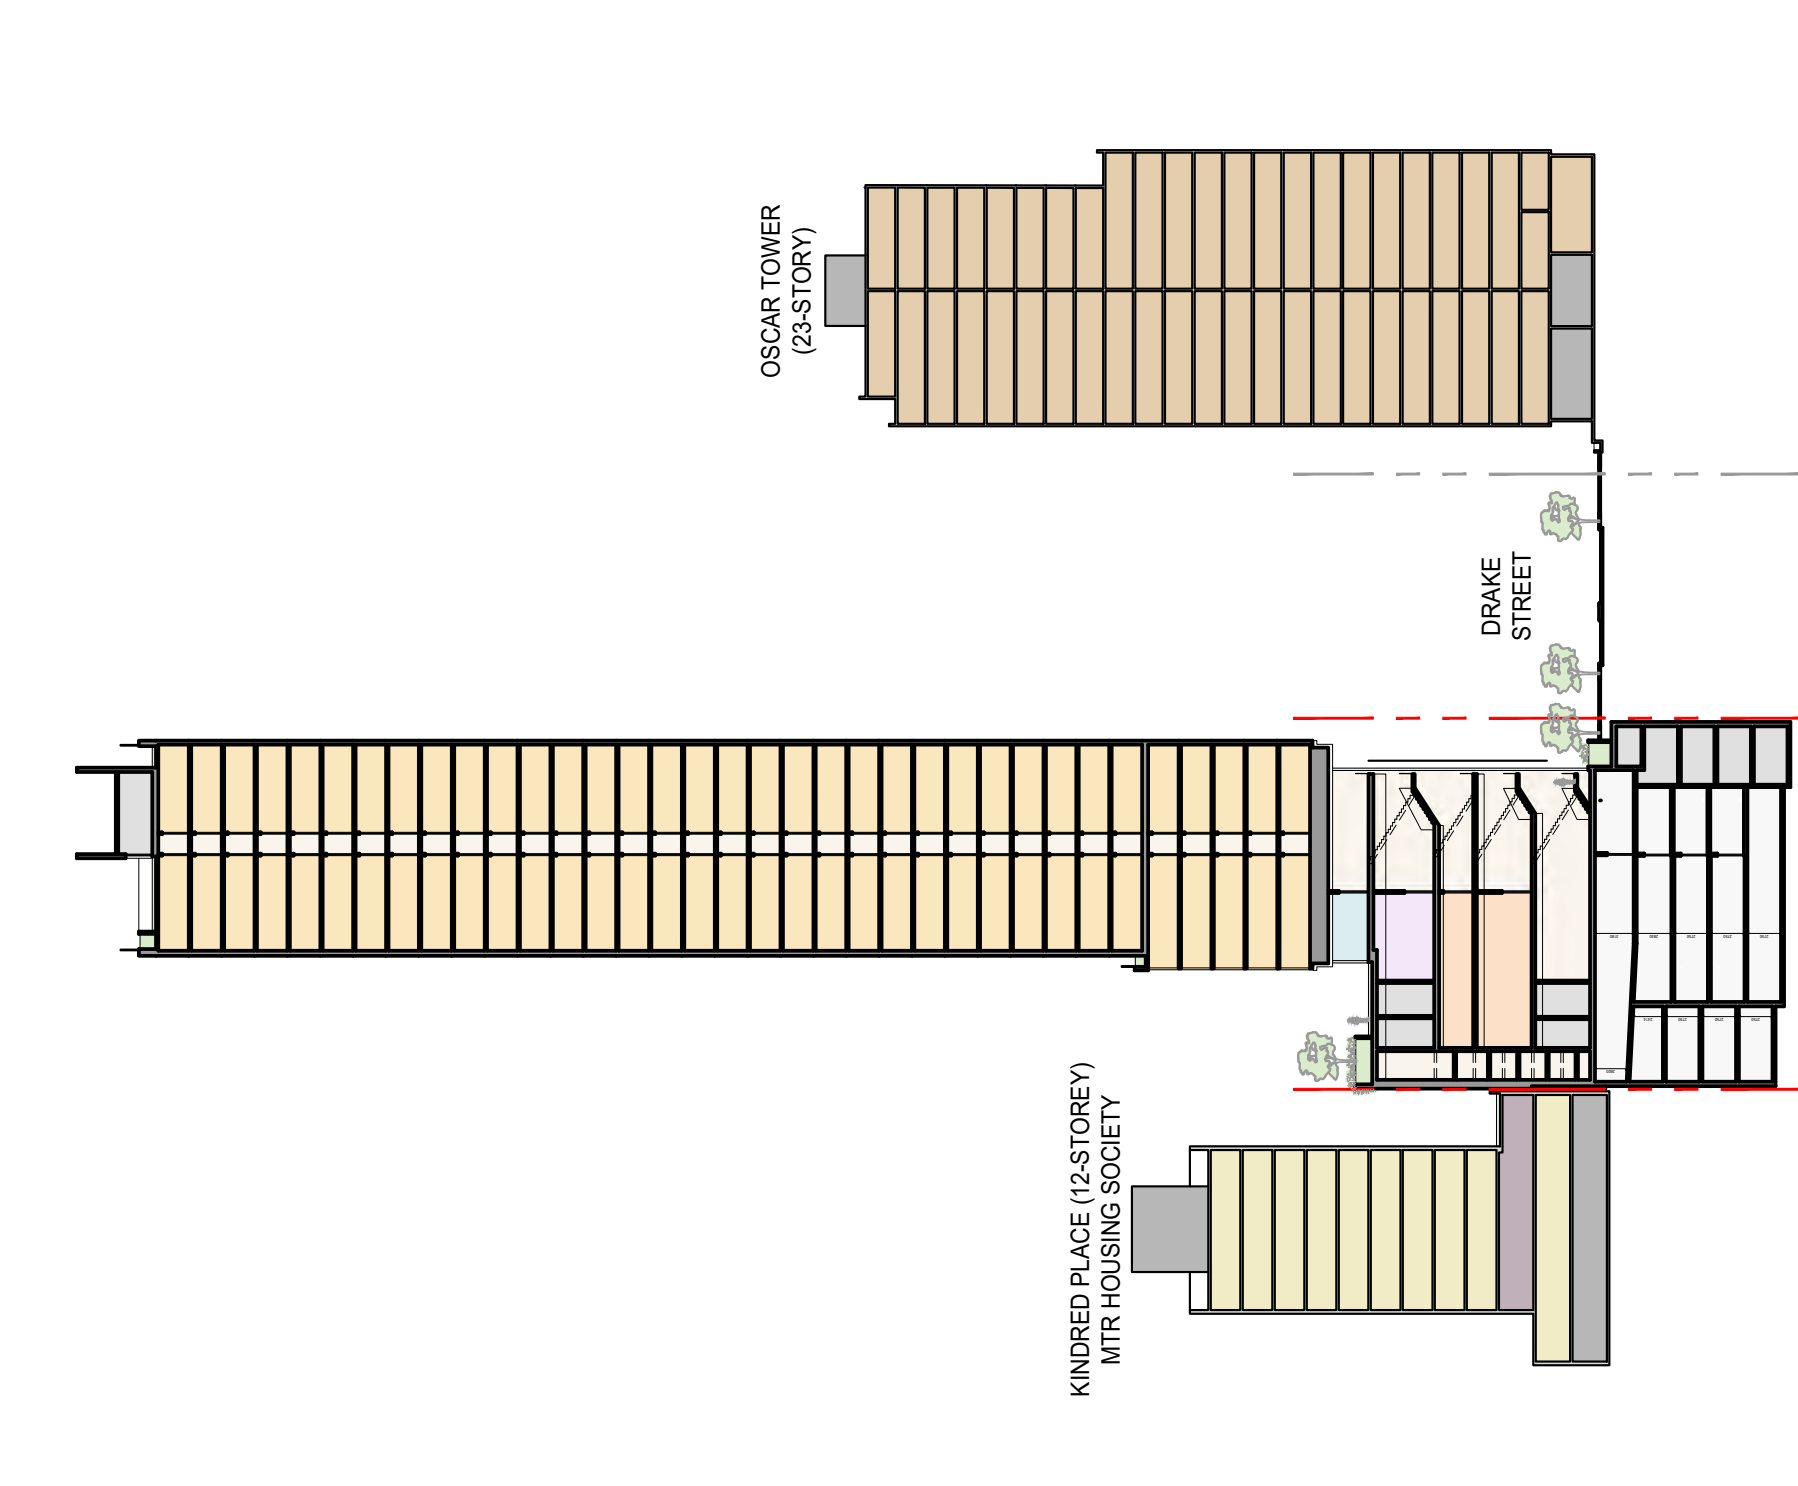 OSCAR TOWER
(23-STORY)
DRAKE
STREET
KINDRED PLACE (12-STOREY)
MTR HOUSING SOCIETY